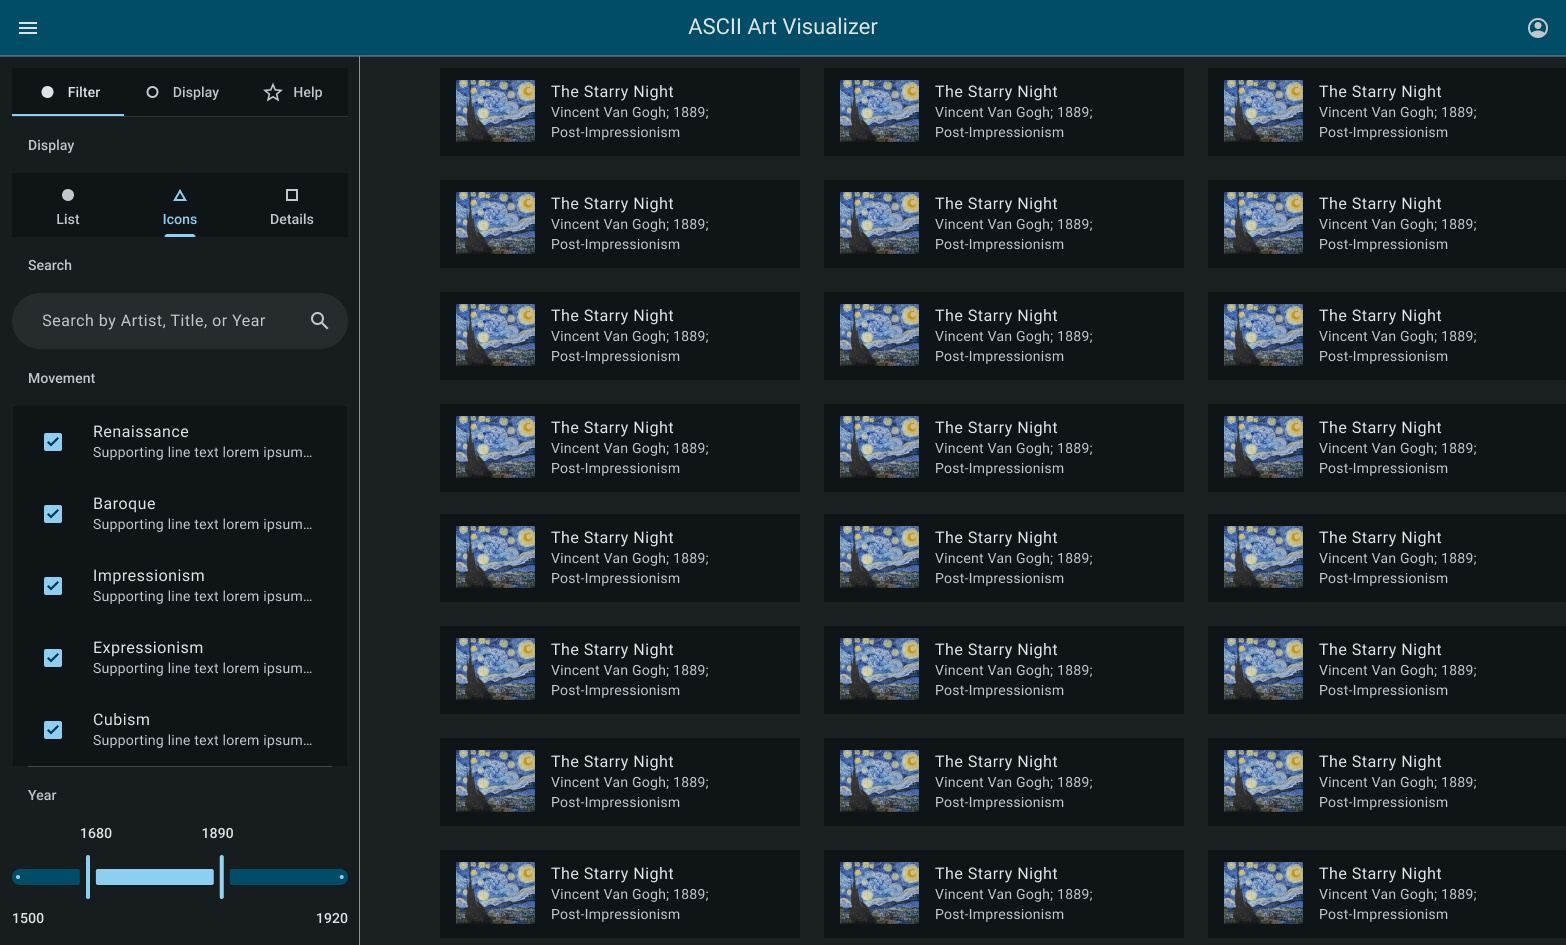 ASCII Art Visualizer
Filter
Display
Help
Display
List
Icons
Details
Search
Search by Artist, Title, or Year
Movement
Renaissance
Supporting line text lorem ipsum...
Baroque
Supporting line text lorem ipsum...
Impressionism
Supporting line text lorem ipsum...
Expressionism
Supporting line text lorem ipsum...
Cubism
Supporting line text lorem ipsum...
Year
1680
1890
1500
1920
The Starry Night
Vincent Van Gogh; 1889;
Post-Impressionism
The Starry Night
Vincent Van Gogh; 1889;
Post-Impressionism
The Starry Night
Vincent Van Gogh; 1889;
Post-Impressionism
The Starry Night
Vincent Van Gogh; 1889;
Post-Impressionism
The Starry Night
Vincent Van Gogh; 1889;
Post-Impressionism
The Starry Night
Vincent Van Gogh; 1889;
Post-Impressionism
The Starry Night
Vincent Van Gogh; 1889;
Post-Impressionism
The Starry Night
Vincent Van Gogh; 1889;
Post-Impressionism
The Starry Night
Vincent Van Gogh; 1889;
Post-Impressionism
The Starry Night
Vincent Van Gogh; 1889;
Post-Impressionism
The Starry Night
Vincent Van Gogh; 1889;
Post-Impressionism
The Starry Night
Vincent Van Gogh; 1889;
Post-Impressionism
The Starry Night
Vincent Van Gogh; 1889;
Post-Impressionism
The Starry Night
Vincent Van Gogh; 1889;
Post-Impressionism
The Starry Night
Vincent Van Gogh; 1889;
Post-Impressionism
The Starry Night
Vincent Van Gogh; 1889;
Post-Impressionism
The Starry Night
Vincent Van Gogh; 1889;
Post-Impressionism
The Starry Night
Vincent Van Gogh; 1889;
Post-Impressionism
The Starry Night
Vincent Van Gogh; 1889;
Post-Impressionism
The Starry Night
Vincent Van Gogh; 1889;
Post-Impressionism
The Starry Night
Vincent Van Gogh; 1889;
Post-Impressionism
The Starry Night
Vincent Van Gogh; 1889;
Post-Impressionism
The Starry Night
Vincent Van Gogh; 1889;
Post-Impressionism
The Starry Night
Vincent Van Gogh; 1889;
Post-Impressionism